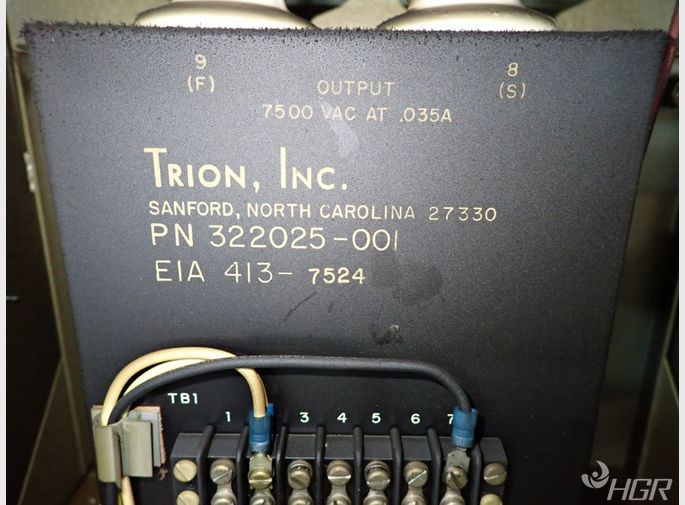 9
(F)
OUTPUT
8
(S)
7500 VAC AT .035A
TRION, INC.
SANFORD, NORTH CAROLINA 27330
PN 322025-001
EIA 413- 7524
TB1
1 3 4 5 6 7
HGR